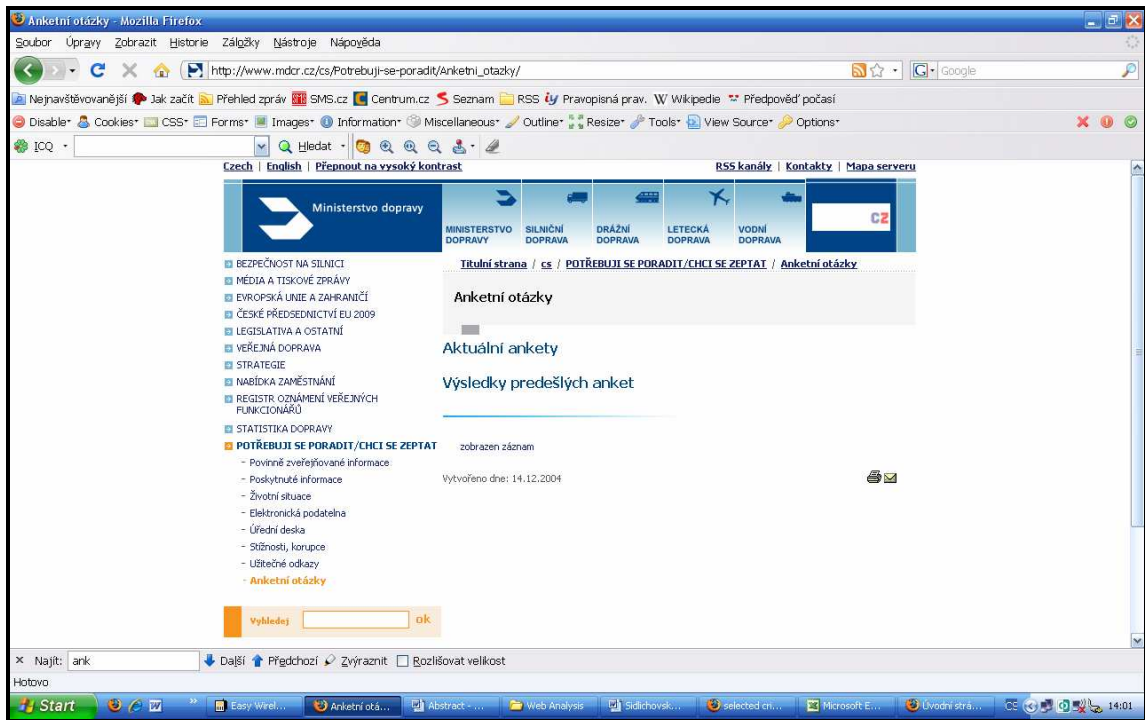 Anketní otázky - Mozilla Firefox
Soubor Úpravy Zobrazit Historie Záložky Nástroje Nápověda
http://www.mdcr.cz/cs/Potrebuji-se-poradit/Anketni_otazky/ G Google
Nejnavštěvovanější Jak začít Přehled zpráv SMS.cz Centrum.cz Seznam RSS iy Pravopisná prav. W Wikipedie Předpověď počasí
Disable Cookies CSS Forms Images Information Miscellaneous Outline Resize Tools View Source Options
ICQ Hledat
Czech | English | Přepnout na vysoký kontrast RSS kanály | Kontakty | Mapa serveru
Ministerstvo dopravy
MINISTERSTVO DOPRAVY
SILNIČNÍ DOPRAVA
DRÁŽNÍ DOPRAVA
LETECKÁ DOPRAVA
VODNÍ DOPRAVA
CZ
BEZPEČNOST NA SILNICI
MÉDIA A TISKOVÉ ZPRÁVY
EVROPSKÁ UNIE A ZAHRANIČÍ
ČESKÉ PŘEDSEDNICTVÍ EU 2009
LEGISLATIVA A OSTATNÍ
VEŘEJNÁ DOPRAVA
STRATEGIE
NABÍDKA ZAMĚSTNÁNÍ
REGISTR OZNÁMENÍ VEŘEJNÝCH
FUNKCIONÁŘŮ
STATISTIKA DOPRAVY
POTŘEBUJI SE PORADIT/CHCI SE ZEPTAT
- Povinně zveřejňované informace
- Poskytnuté informace
- Životní situace
- Elektronická podatelna
- Úřední deska
- Stížnosti, korupce
- Užitečné odkazy
- Anketní otázky
Vyhledej ok
Titulní strana / cs / POTŘEBUJI SE PORADIT/CHCI SE ZEPTAT / Anketní otázky
Anketní otázky
Aktuální ankety
Výsledky predešlých anket
zobrazen záznam
Vytvořeno dne: 14.12.2004
× Najít: ank Další Předchozí Zvýraznit Rozlišovat velikost
Hotovo
Start » Easy Wirel... Anketní otá... Abstract - ... Web Analysis Sidlichovsk... selected cri... Microsoft E... Úvodní strá... CS 14:01